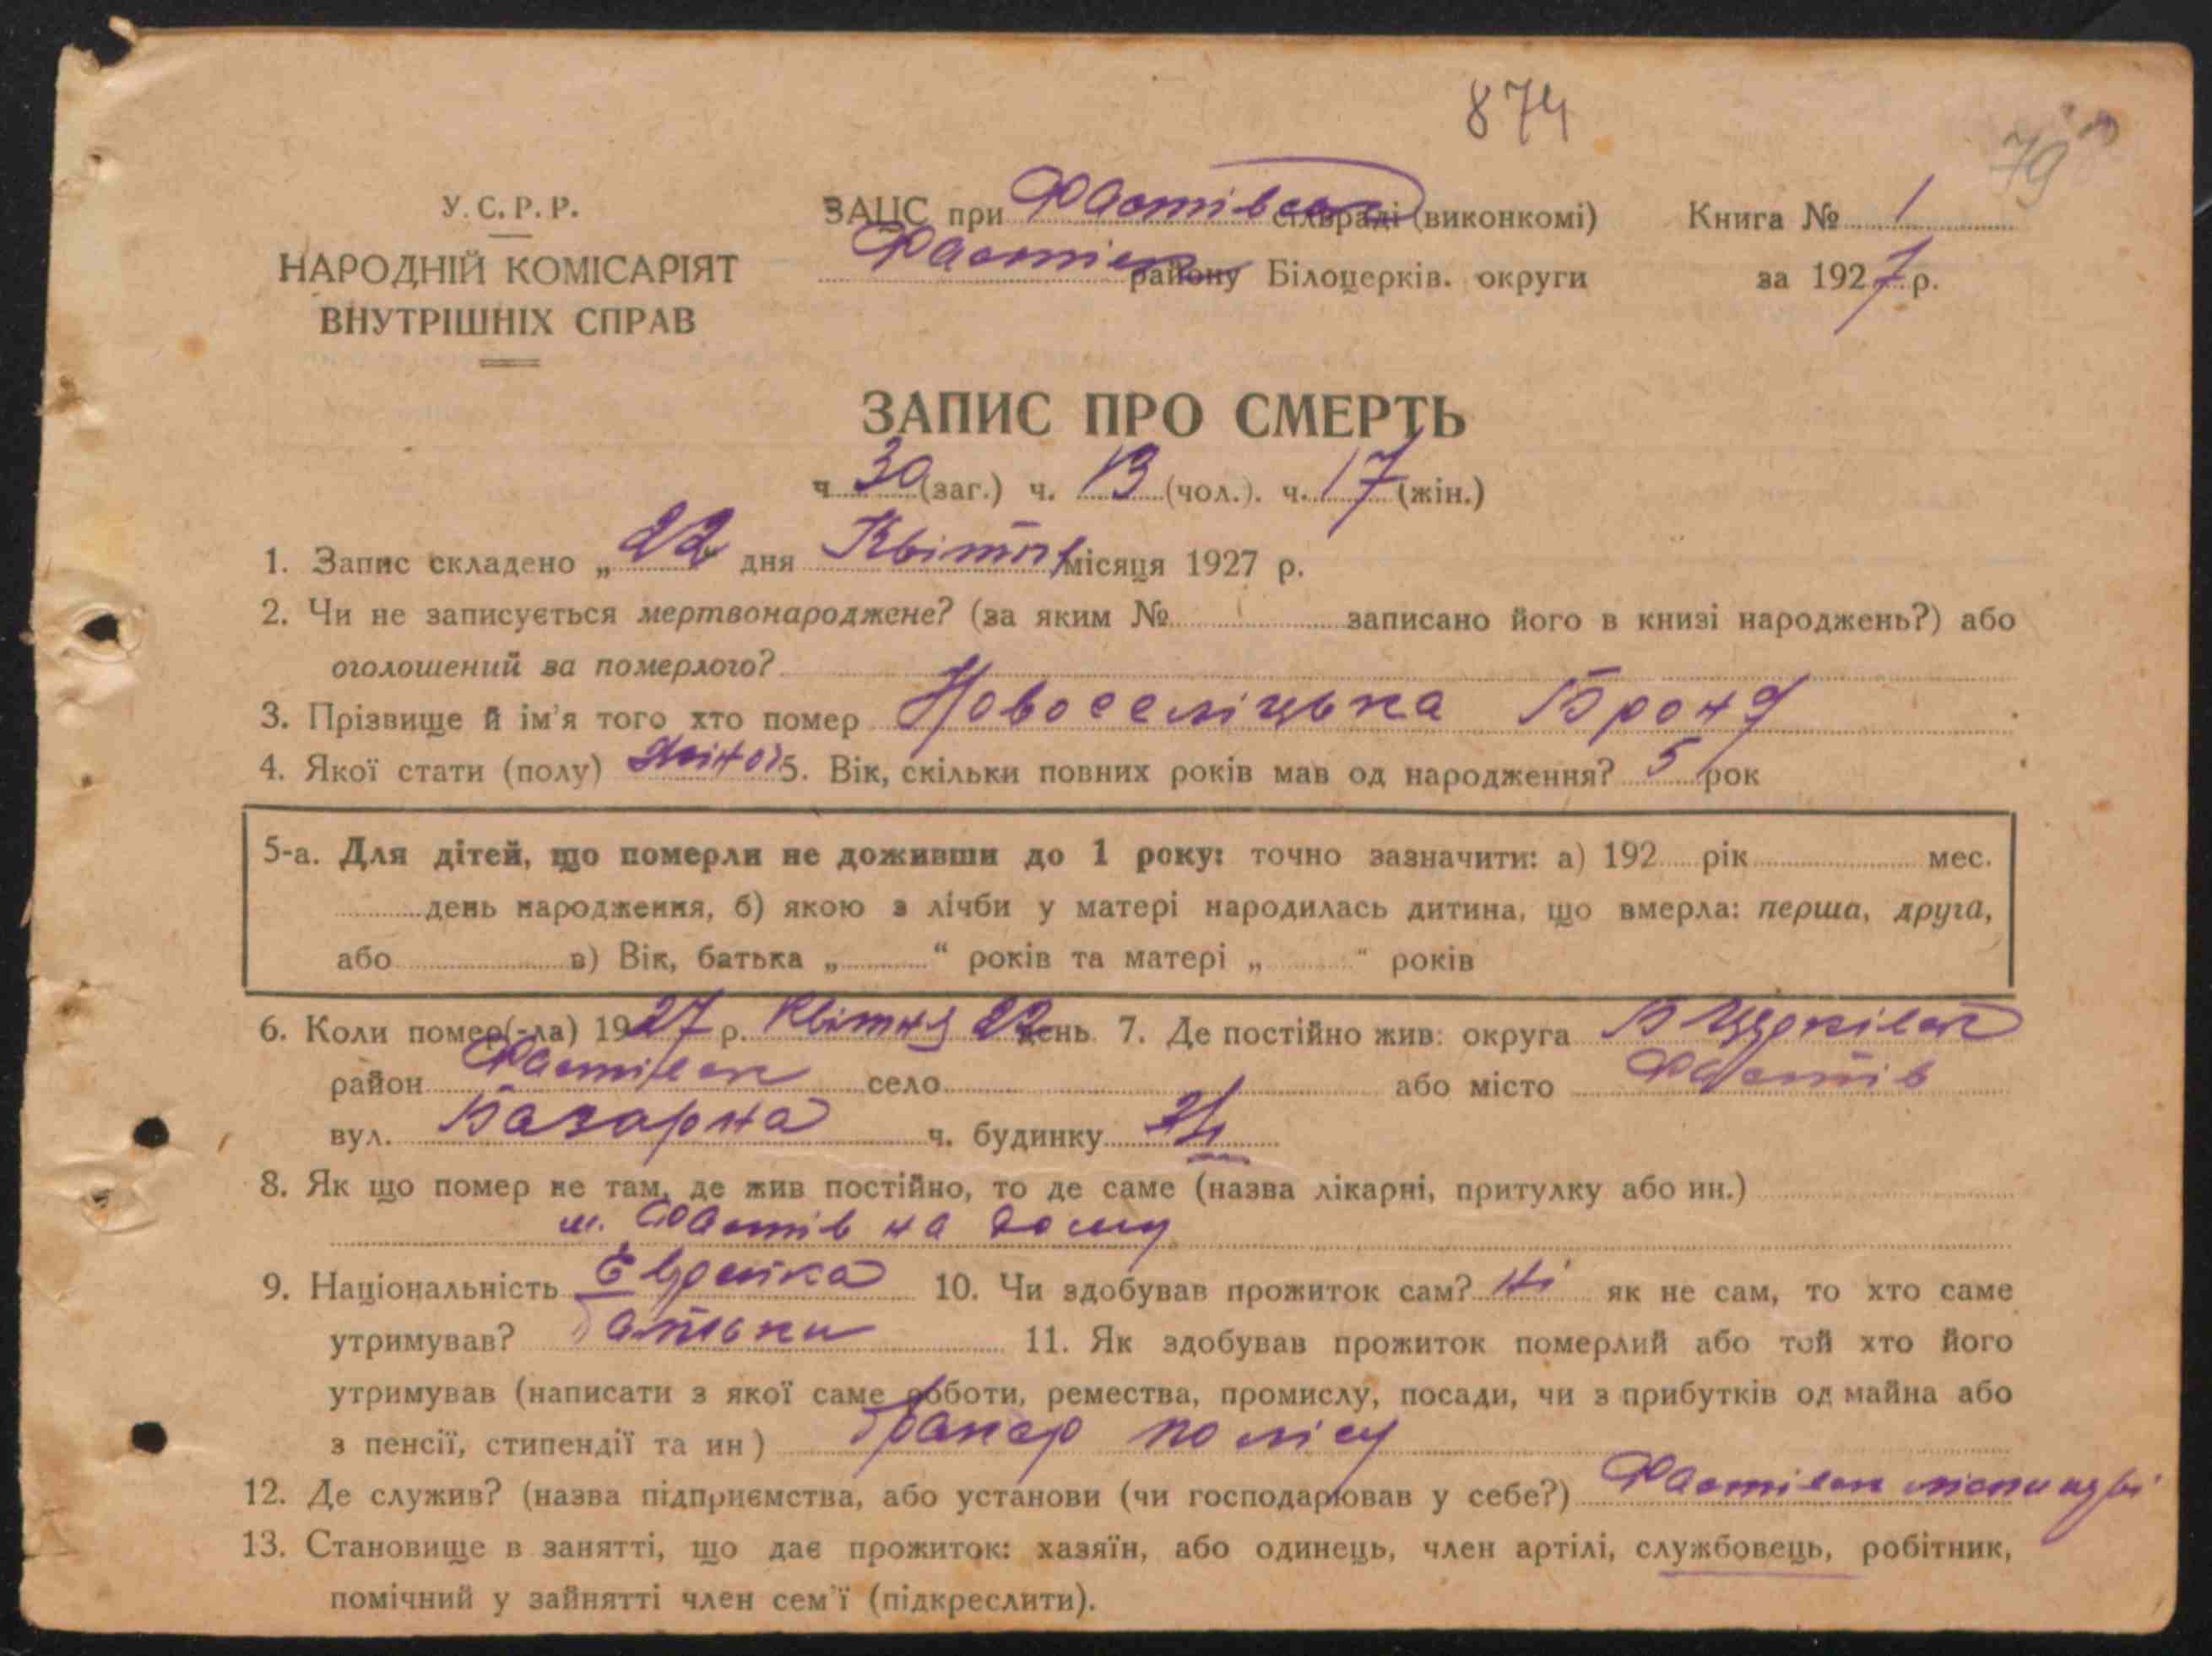 874
79
У.С.Р.Р.
НАРОДНІЙ КОМІСАРІЯТ
ВНУТРІШНІХ СПРАВ
ЗАЦС при Фастівськ сільраді (виконкомі)
Фастівськ району Білоцерків. округи
Книга № 1
за 1927 р.
ЗАПИС ПРО СМЕРТЬ
ч 30 (заг.) ч. 13 (чол.). ч. 17 (жін.)
1. Запис складено „ 22 дня Квітня місяця 1927 р.
2. Чи не записується мертвонароджене? (за яким № записано його в книзі народжень?) або
оголошений за померлого?
3. Прізвище й ім'я того хто помер Новоселіцька Броня
4. Якої стати (полу) жіноч 5. Вік, скільки повних років мав од народження? 5 рок
5-а. Для дітей, що померли не доживши до 1 року: точно зазначити: а) 192 рік мес.
день народження, б) якою з лічби у матері народилась дитина, що вмерла: перша, друга,
або в) Вік, батька „ “ років та матері „ “ років
6. Коли помер(-ла) 1927 р. Квітня 22 день 7. Де постійно жив: округа Б Церківськ
район Фастівськ село або місто Фастів
вул. Базарна ч. будинку
8. Як що помер не там, де жив постійно, то де саме (назва лікарні, притулку або ин.)
м. Фастів на дому
9. Національність Єврейка 10. Чи здобував прожиток сам? Ні як не сам, то хто саме
утримував? батьки 11. Як здобував прожиток померлий або той хто його
утримував (написати з якої саме роботи, ремества, промислу, посади, чи з прибутків од майна або
з пенсії, стипендії та ин) бракер по лісу
12. Де служив? (назва підприємства, або установи (чи господарював у себе?) Фастівськ
13. Становище в занятті, що дає прожиток: хазяїн, або одинець, член артілі, службовець, робітник,
помічний у зайнятті член сем'ї (підкреслити).